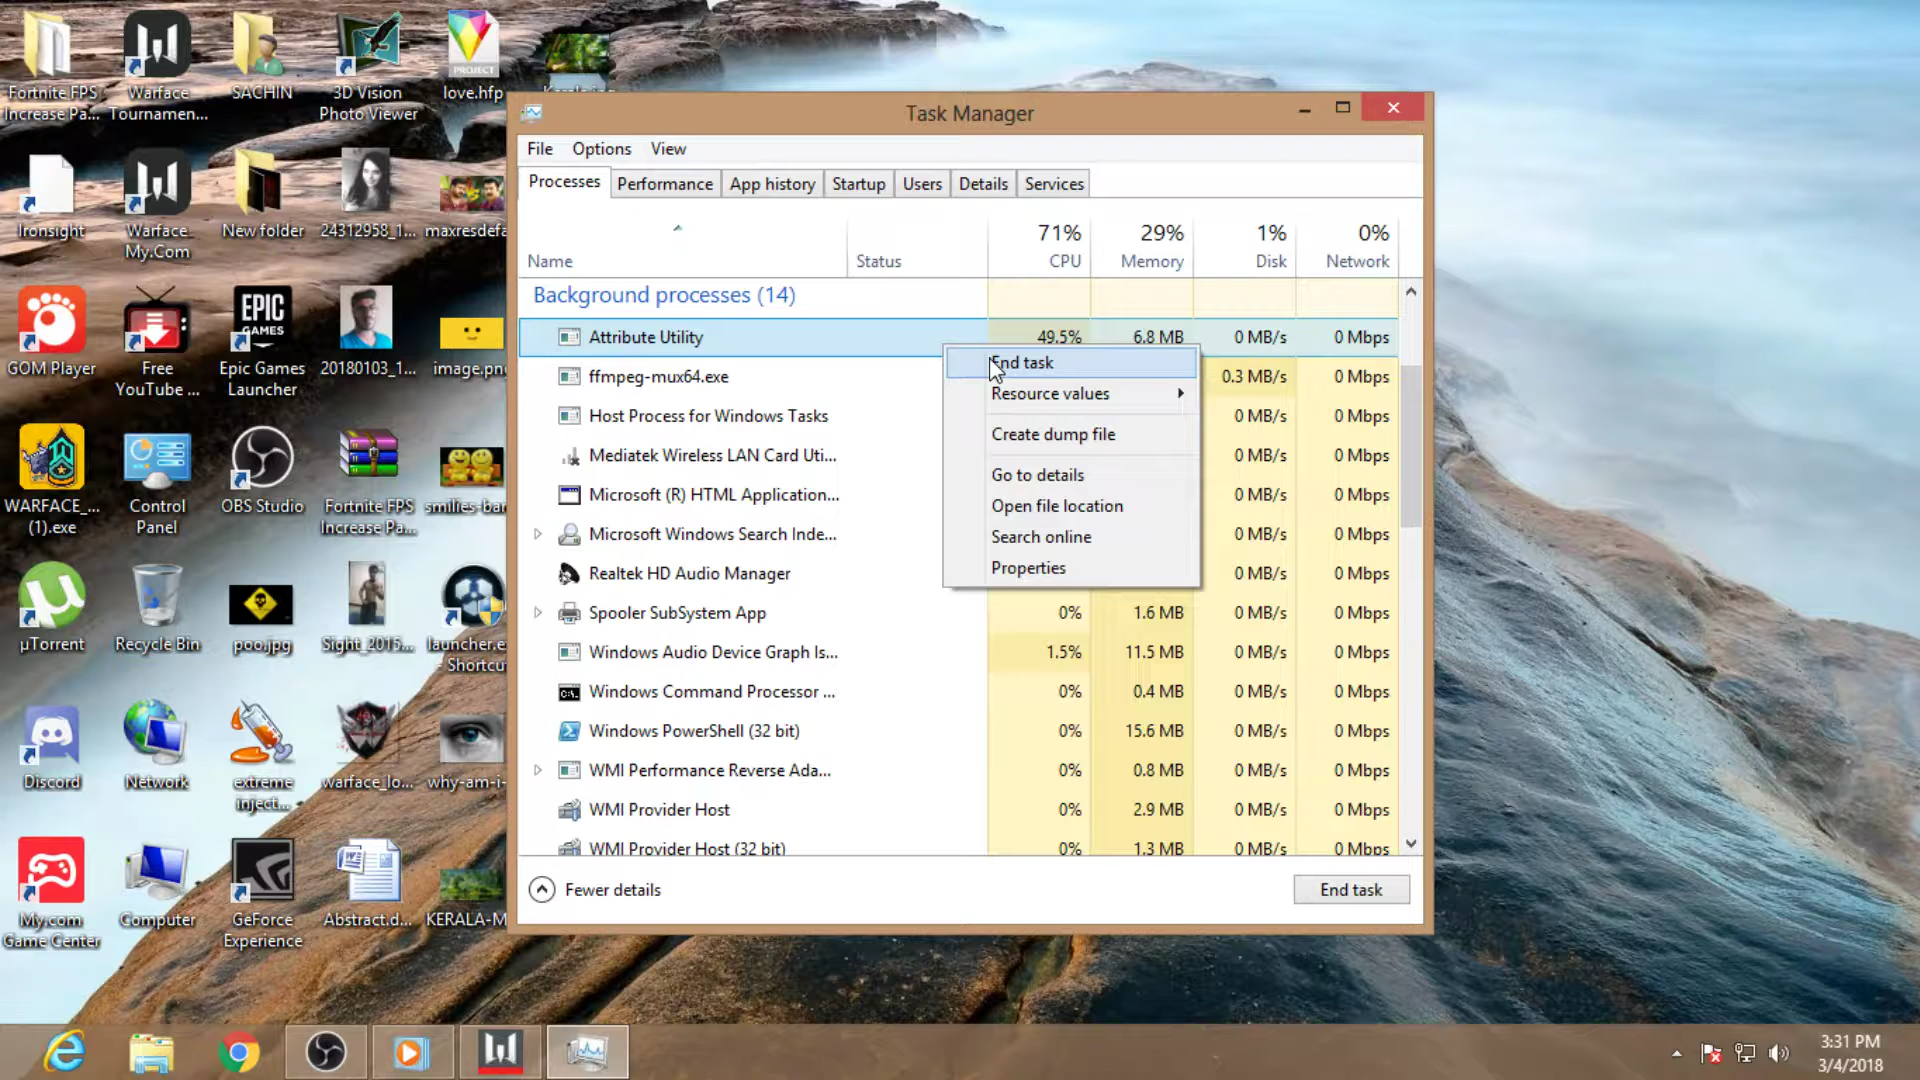 Fortnite FPS
Increase Pa...
Warface
Tournamen...
SACHIN
3D Vision
Photo Viewer
PROJECT
love.hfp
Ironsight
Warface
My.Com
New folder
24312958_1...
maxresdefa
GOM Player
Free
YouTube ...
EPIC
GAMES
Epic Games
Launcher
20180103_1...
image.png
WARFACE_...
(1).exe
Control
Panel
OBS Studio
Fortnite FPS
Increase Pa...
smilies-ban
µTorrent
Recycle Bin
poo.jpg
Sight_2015...
launcher.ex
- Shortcu
Discord
Network
extreme
inject...
warface_lo...
why-am-i-
My.com
Game Center
Computer
GeForce
Experience
Abstract.d...
KERALA-M
Task Manager
File Options View
Processes Performance App history Startup Users Details Services
71% 29% 1% 0%
Name Status CPU Memory Disk Network
Background processes (14)
Attribute Utility 49.5% 6.8 MB 0 MB/s 0 Mbps
ffmpeg-mux64.exe 0.3 MB/s 0 Mbps
Host Process for Windows Tasks 0 MB/s 0 Mbps
Mediatek Wireless LAN Card Uti... 0 MB/s 0 Mbps
Microsoft (R) HTML Application... 0 MB/s 0 Mbps
Microsoft Windows Search Inde... 0 MB/s 0 Mbps
Realtek HD Audio Manager 0 MB/s 0 Mbps
Spooler SubSystem App 0% 1.6 MB 0 MB/s 0 Mbps
Windows Audio Device Graph Is... 1.5% 11.5 MB 0 MB/s 0 Mbps
Windows Command Processor ... 0% 0.4 MB 0 MB/s 0 Mbps
Windows PowerShell (32 bit) 0% 15.6 MB 0 MB/s 0 Mbps
WMI Performance Reverse Ada... 0% 0.8 MB 0 MB/s 0 Mbps
WMI Provider Host 0% 2.9 MB 0 MB/s 0 Mbps
WMI Provider Host (32 bit) 0% 1.3 MB 0 MB/s 0 Mbps
End task
Resource values
Create dump file
Go to details
Open file location
Search online
Properties
Fewer details
End task
3:31 PM
3/4/2018